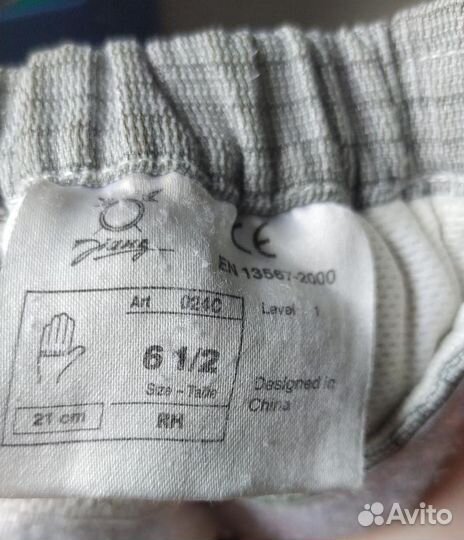 Jiang
CE
EN 13567-2000
Art 024C
Level 1
6 1/2
Size - Taille
Designed in
China
21 cm
RH
Avito